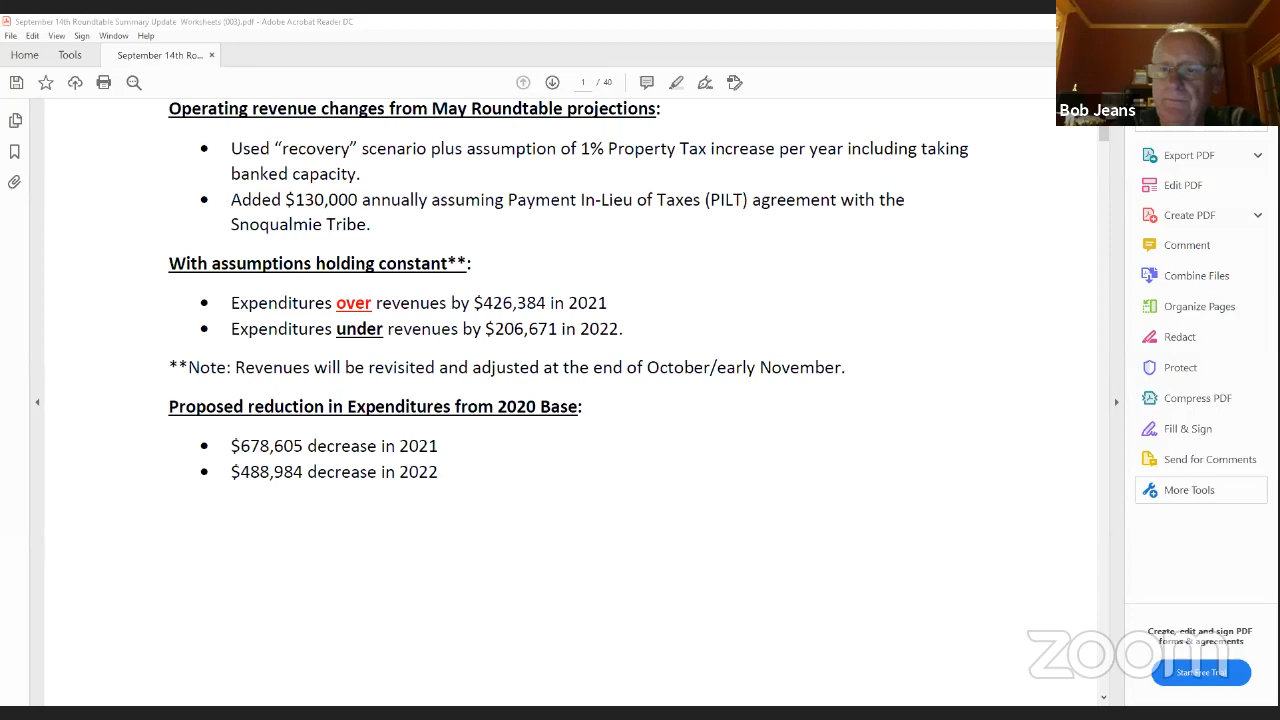 September 14th Roundtable Summary Update Worksheets (003).pdf - Adobe Acrobat Reader DC
File Edit View Sign Window Help
Home Tools September 14th Ro... ×
1 / 40
Bob Jeans
Operating revenue changes from May Roundtable projections:
• Used “recovery” scenario plus assumption of 1% Property Tax increase per year including taking
banked capacity.
• Added $130,000 annually assuming Payment In-Lieu of Taxes (PILT) agreement with the
Snoqualmie Tribe.
With assumptions holding constant**:
• Expenditures over revenues by $426,384 in 2021
• Expenditures under revenues by $206,671 in 2022.
**Note: Revenues will be revisited and adjusted at the end of October/early November.
Proposed reduction in Expenditures from 2020 Base:
• $678,605 decrease in 2021
• $488,984 decrease in 2022
Export PDF
Edit PDF
Create PDF
Comment
Combine Files
Organize Pages
Redact
Protect
Compress PDF
Fill & Sign
Send for Comments
More Tools
Create, edit and sign PDF
forms & agreements
Start Free Trial
zoom